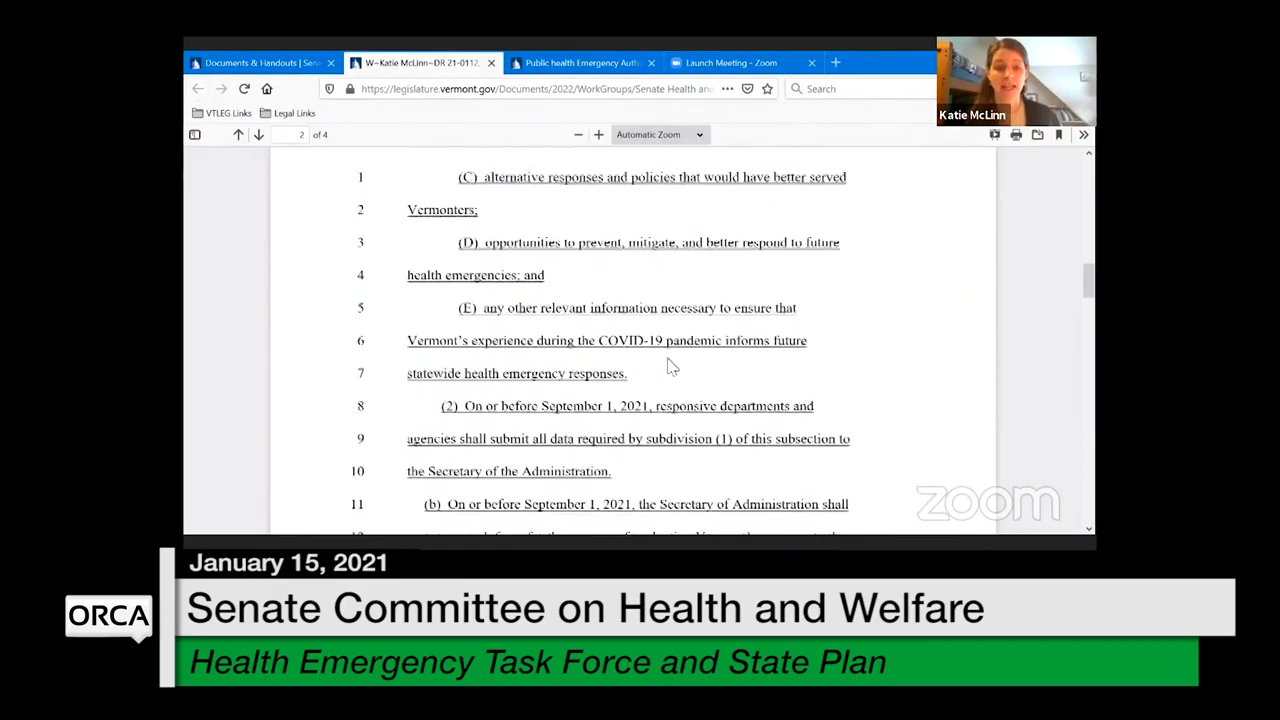 Documents & Handouts | Sena
W~Katie McLinn~DR 21-0112,
Public health Emergency Auth
Launch Meeting - Zoom
https://legislature.vermont.gov/Documents/2022/WorkGroups/Senate Health and
Search
VTLEG Links
Legal Links
2 of 4
Automatic Zoom
Katie McLinn
1 (C) alternative responses and policies that would have better served
2 Vermonters;
3 (D) opportunities to prevent, mitigate, and better respond to future
4 health emergencies; and
5 (E) any other relevant information necessary to ensure that
6 Vermont's experience during the COVID-19 pandemic informs future
7 statewide health emergency responses.
8 (2) On or before September 1, 2021, responsive departments and
9 agencies shall submit all data required by subdivision (1) of this subsection to
10 the Secretary of the Administration.
11 (b) On or before September 1, 2021, the Secretary of Administration shall
zoom
January 15, 2021
ORCA
Senate Committee on Health and Welfare
Health Emergency Task Force and State Plan